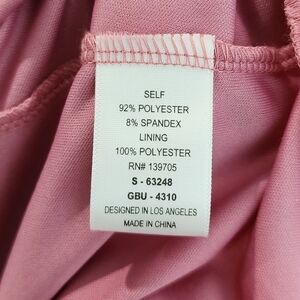 SELF
92% POLYESTER
8% SPANDEX
LINING
100% POLYESTER
RN# 139705
S - 63248
GBU - 4310
DESIGNED IN LOS ANGELES
MADE IN CHINA